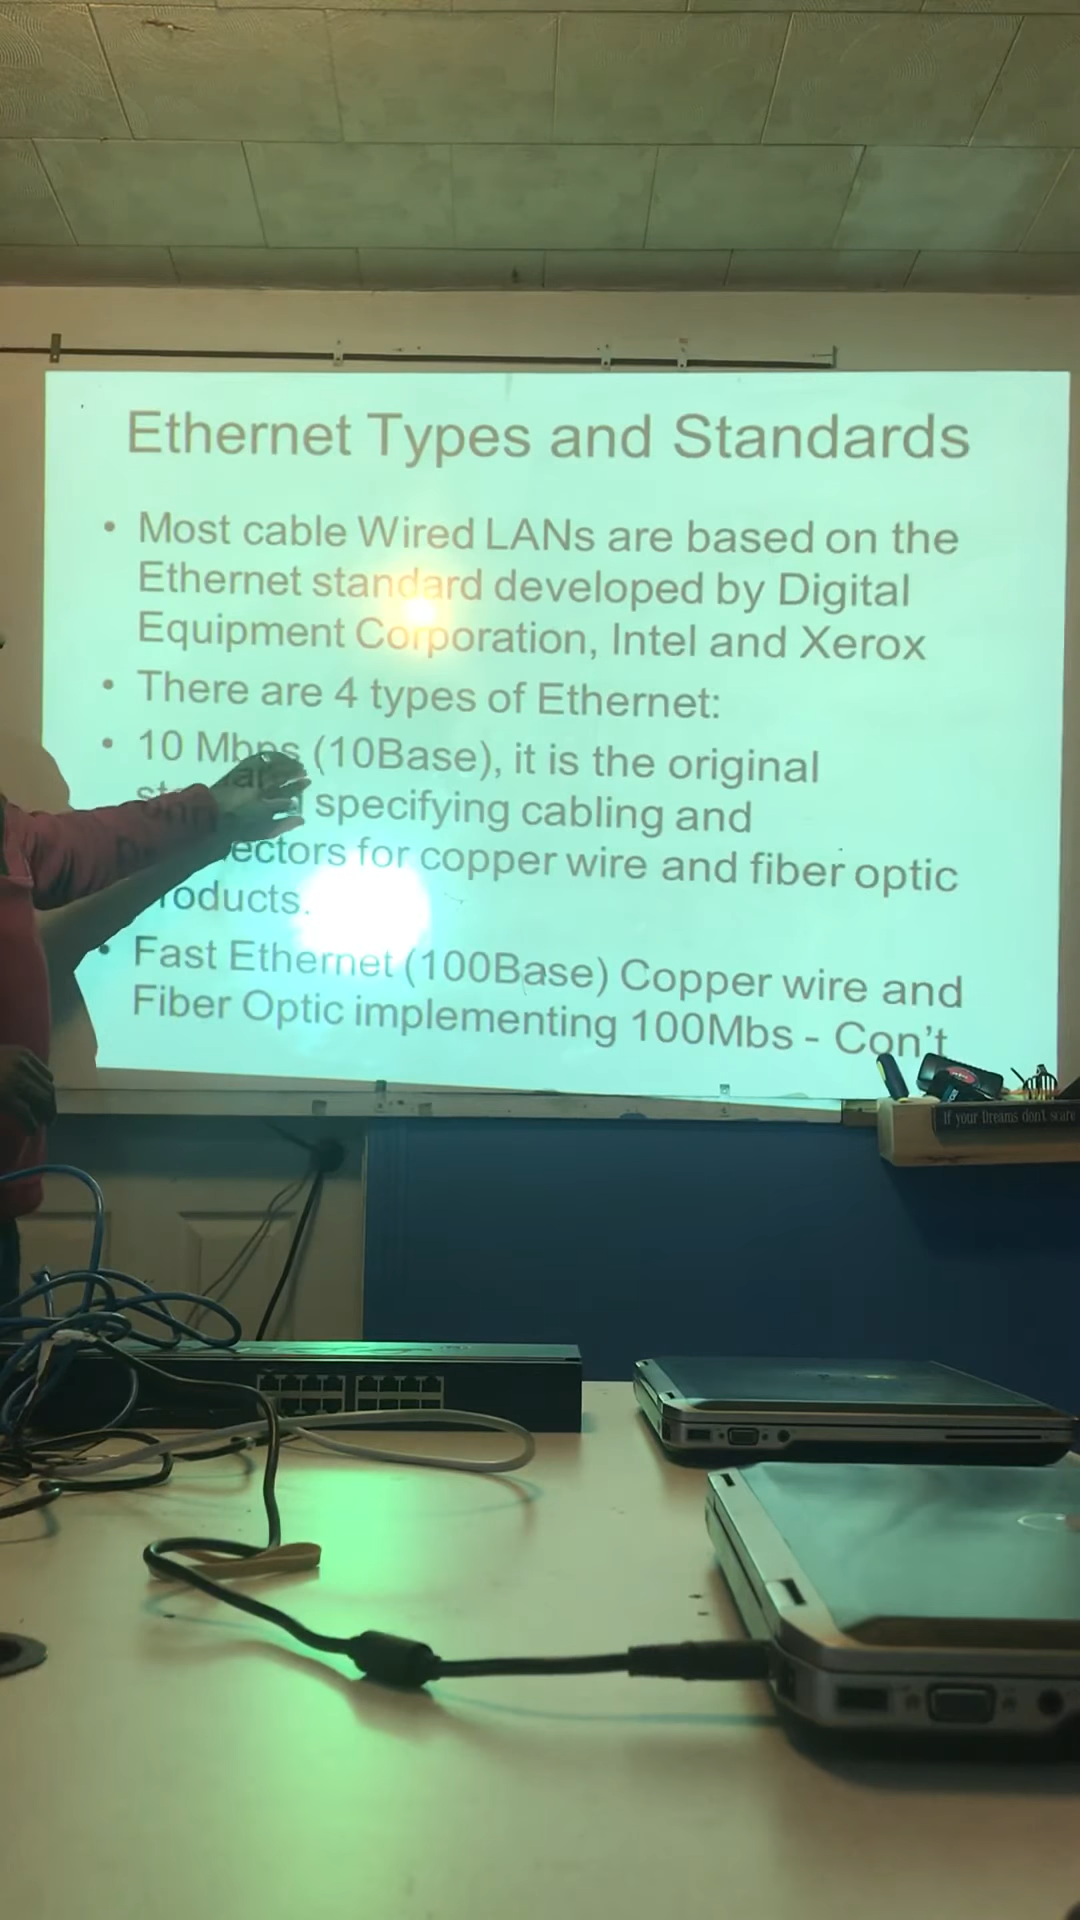 Ethernet Types and Standards
• Most cable Wired LANs are based on the
Ethernet standard developed by Digital
Equipment Corporation, Intel and Xerox
• There are 4 types of Ethernet:
• 10 Mbps (10Base), it is the original
specifying cabling and
ectors for copper wire and fiber optic
roducts.
• Fast Ethernet (100Base) Copper wire and
Fiber Optic implementing 100Mbs - Con't
If your Dreams don't scare